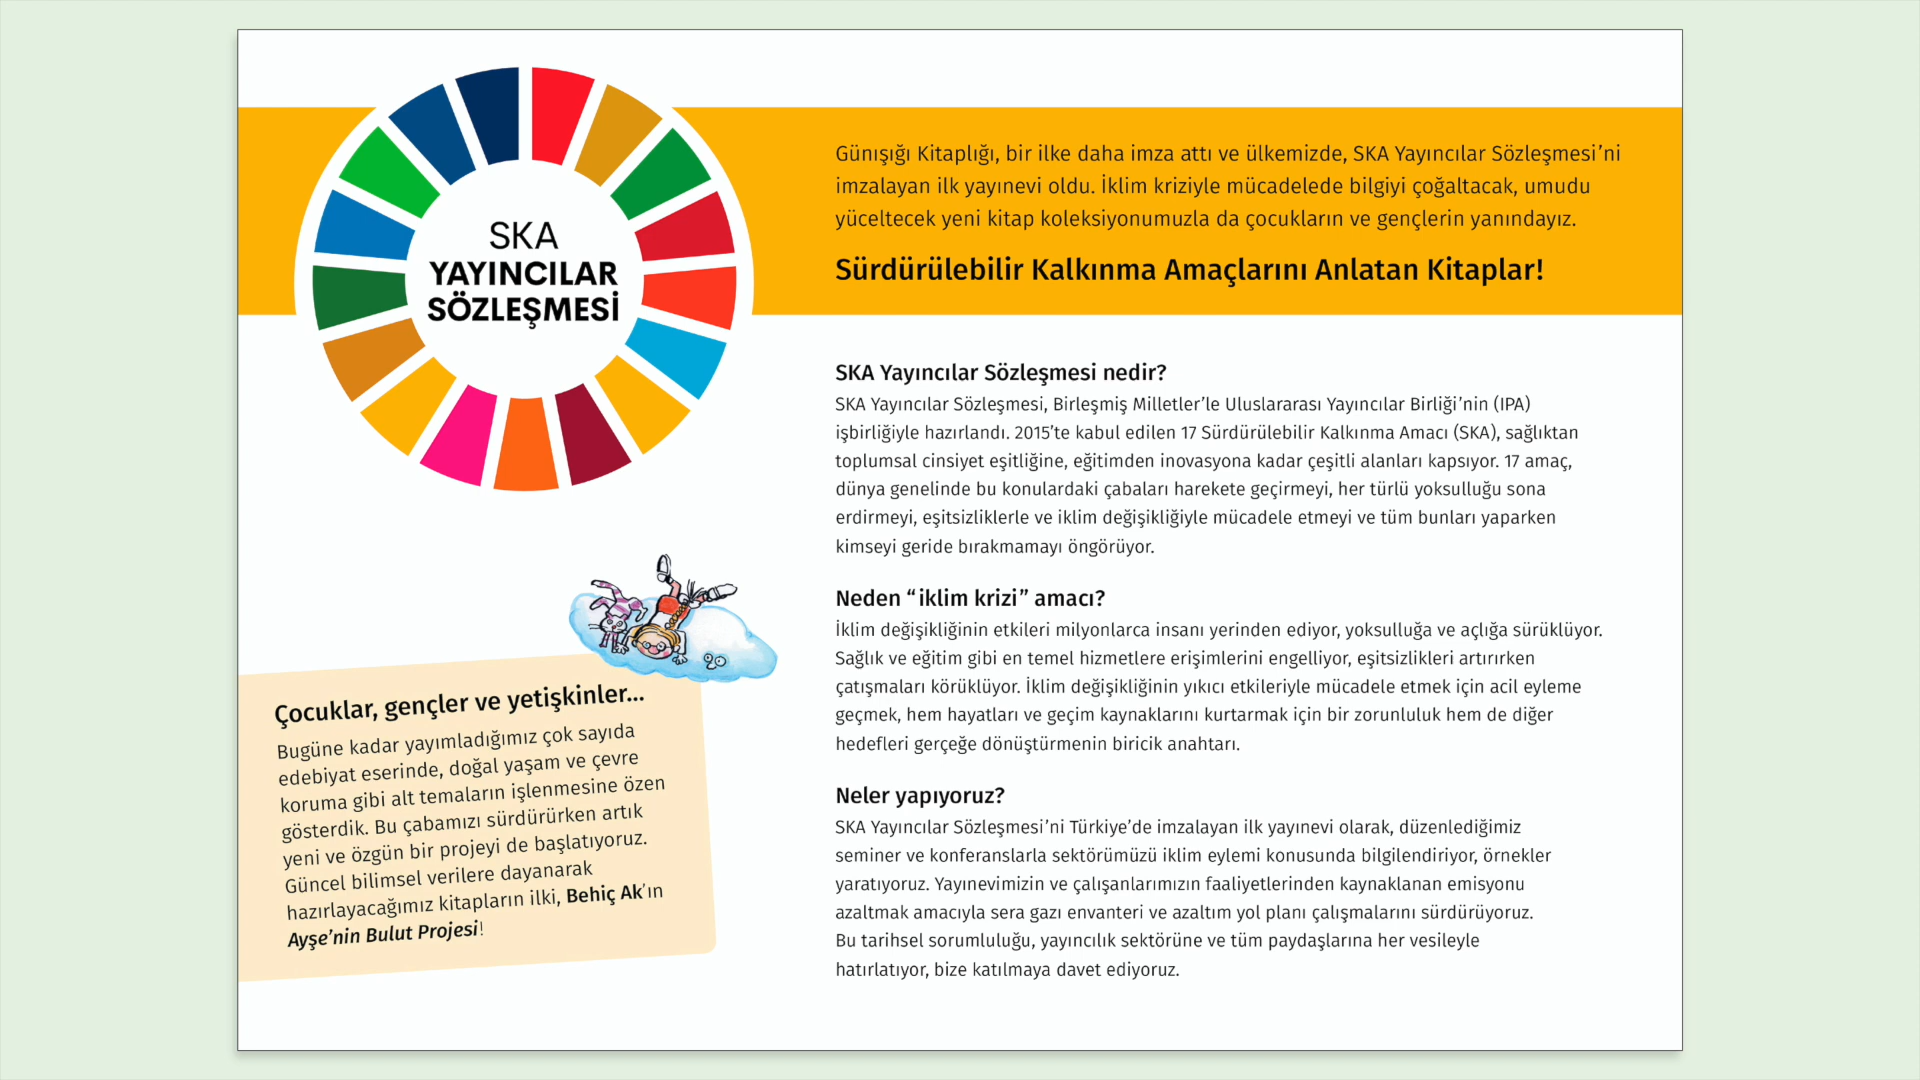 SKA
YAYINCILAR
SÖZLEŞMESİ
Günışığı Kitaplığı, bir ilke daha imza attı ve ülkemizde, SKA Yayıncılar Sözleşmesi’ni
imzalayan ilk yayınevi oldu. İklim kriziyle mücadelede bilgiyi çoğaltacak, umudu
yüceltecek yeni kitap koleksiyonumuzla da çocukların ve gençlerin yanındayız.
Sürdürülebilir Kalkınma Amaçlarını Anlatan Kitaplar!
SKA Yayıncılar Sözleşmesi nedir?
SKA Yayıncılar Sözleşmesi, Birleşmiş Milletler’le Uluslararası Yayıncılar Birliği’nin (IPA)
işbirliğiyle hazırlandı. 2015’te kabul edilen 17 Sürdürülebilir Kalkınma Amacı (SKA), sağlıktan
toplumsal cinsiyet eşitliğine, eğitimden inovasyona kadar çeşitli alanları kapsıyor. 17 amaç,
dünya genelinde bu konulardaki çabaları harekete geçirmeyi, her türlü yoksulluğu sona
erdirmeyi, eşitsizliklerle ve iklim değişikliğiyle mücadele etmeyi ve tüm bunları yaparken
kimseyi geride bırakmamayı öngörüyor.
Neden “iklim krizi” amacı?
İklim değişikliğinin etkileri milyonlarca insanı yerinden ediyor, yoksulluğa ve açlığa sürüklüyor.
Sağlık ve eğitim gibi en temel hizmetlere erişimlerini engelliyor, eşitsizlikleri artırırken
çatışmaları körüklüyor. İklim değişikliğinin yıkıcı etkileriyle mücadele etmek için acil eyleme
geçmek, hem hayatları ve geçim kaynaklarını kurtarmak için bir zorunluluk hem de diğer
hedefleri gerçeğe dönüştürmenin biricik anahtarı.
Neler yapıyoruz?
SKA Yayıncılar Sözleşmesi’ni Türkiye’de imzalayan ilk yayınevi olarak, düzenlediğimiz
seminer ve konferanslarla sektörümüzü iklim eylemi konusunda bilgilendiriyor, örnekler
yaratıyoruz. Yayınevimizin ve çalışanlarımızın faaliyetlerinden kaynaklanan emisyonu
azaltmak amacıyla sera gazı envanteri ve azaltım yol planı çalışmalarını sürdürüyoruz.
Bu tarihsel sorumluluğu, yayıncılık sektörüne ve tüm paydaşlarına her vesileyle
hatırlatıyor, bize katılmaya davet ediyoruz.
Çocuklar, gençler ve yetişkinler...
Bugüne kadar yayımladığımız çok sayıda
edebiyat eserinde, doğal yaşam ve çevre
koruma gibi alt temaların işlenmesine özen
gösterdik. Bu çabamızı sürdürürken artık
yeni ve özgün bir projeyi de başlatıyoruz.
Güncel bilimsel verilere dayanarak
hazırlayacağımız kitapların ilki, Behiç Ak’ın
Ayşe’nin Bulut Projesi!